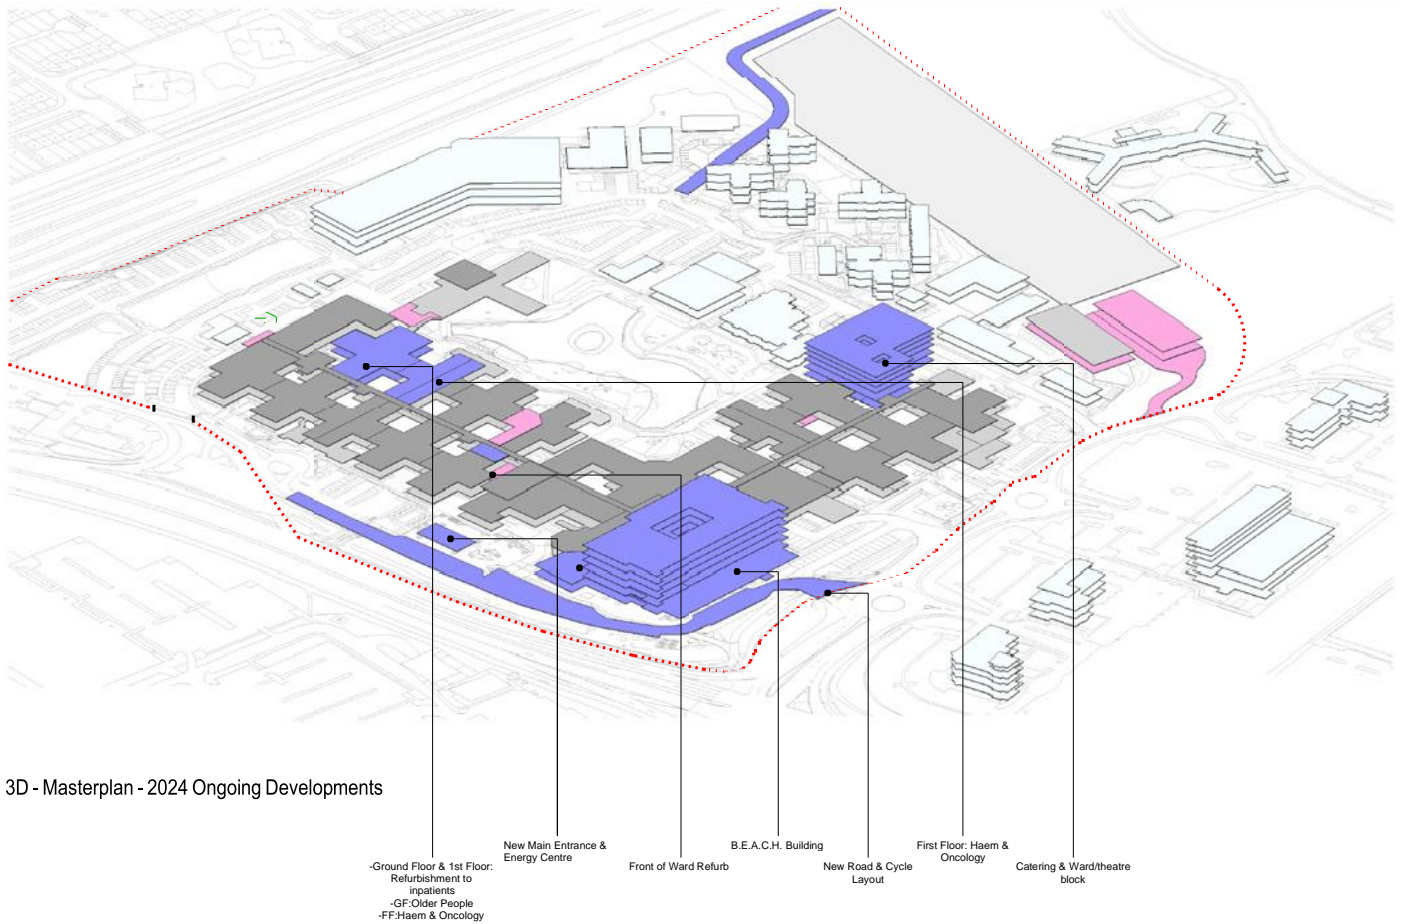 3D - Masterplan - 2024 Ongoing Developments
-Ground Floor & 1st Floor:
Refurbishment to
inpatients
-GF:Older People
-FF:Haem & Oncology
New Main Entrance &
Energy Centre
Front of Ward Refurb
B.E.A.C.H. Building
New Road & Cycle
Layout
First Floor: Haem &
Oncology
Catering & Ward/theatre
block